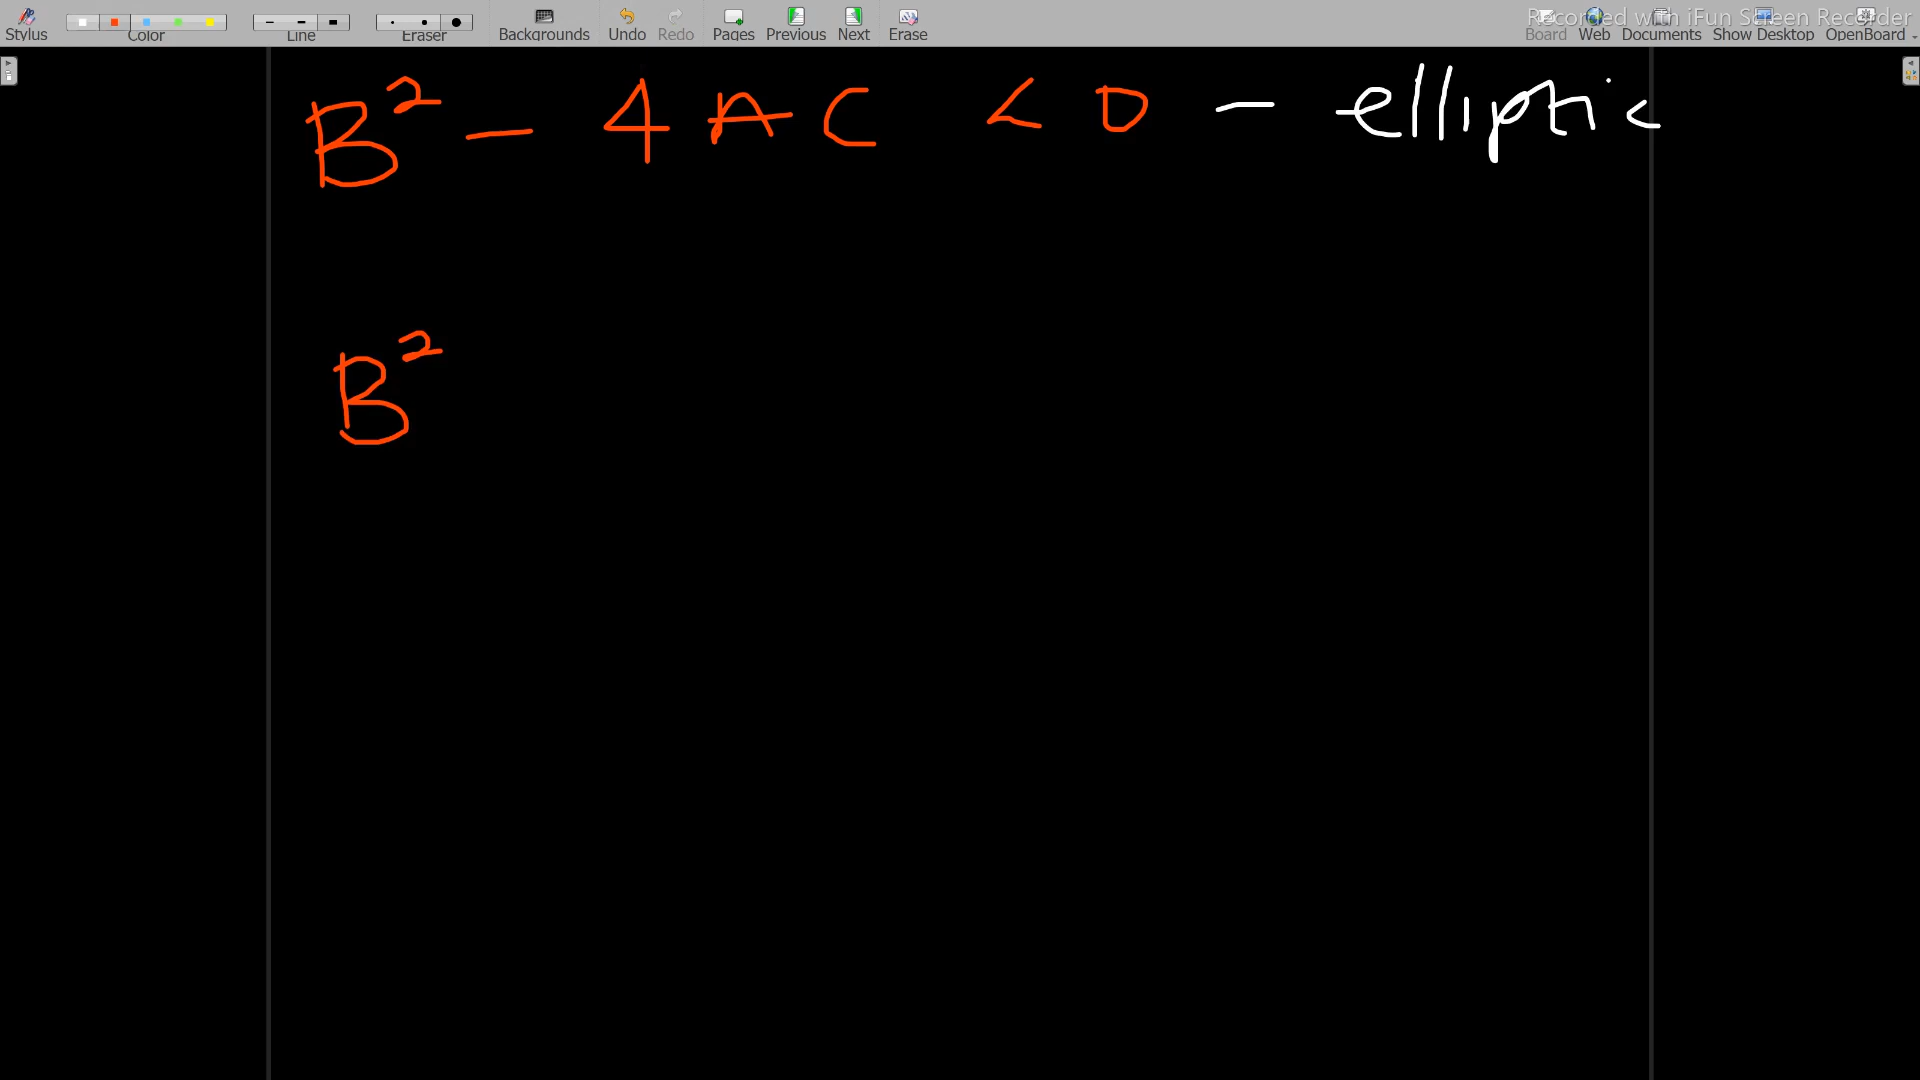 Recorded with iFun Screen Recorder
Stylus Color Line Eraser Backgrounds Undo Redo Pages Previous Next Erase Board Web Documents Show Desktop OpenBoard
B² - 4AC < 0 - elliptic
B²